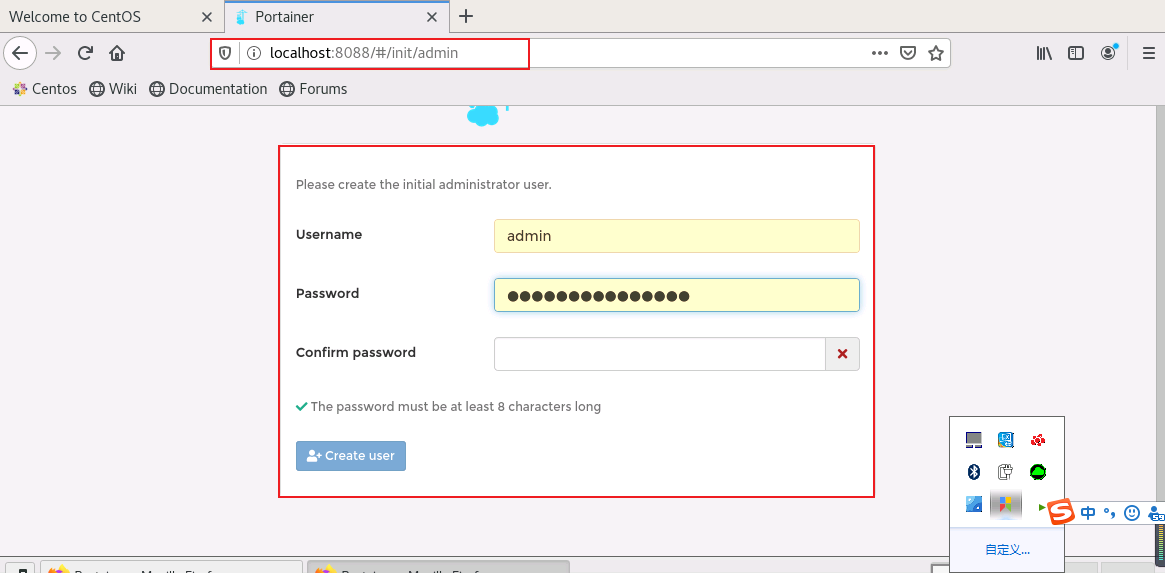 Welcome to CentOS
Portainer
localhost:8088/#/init/admin
Centos
Wiki
Documentation
Forums
Please create the initial administrator user.
Username
admin
Password
Confirm password
The password must be at least 8 characters long
Create user
中
59
自定义...